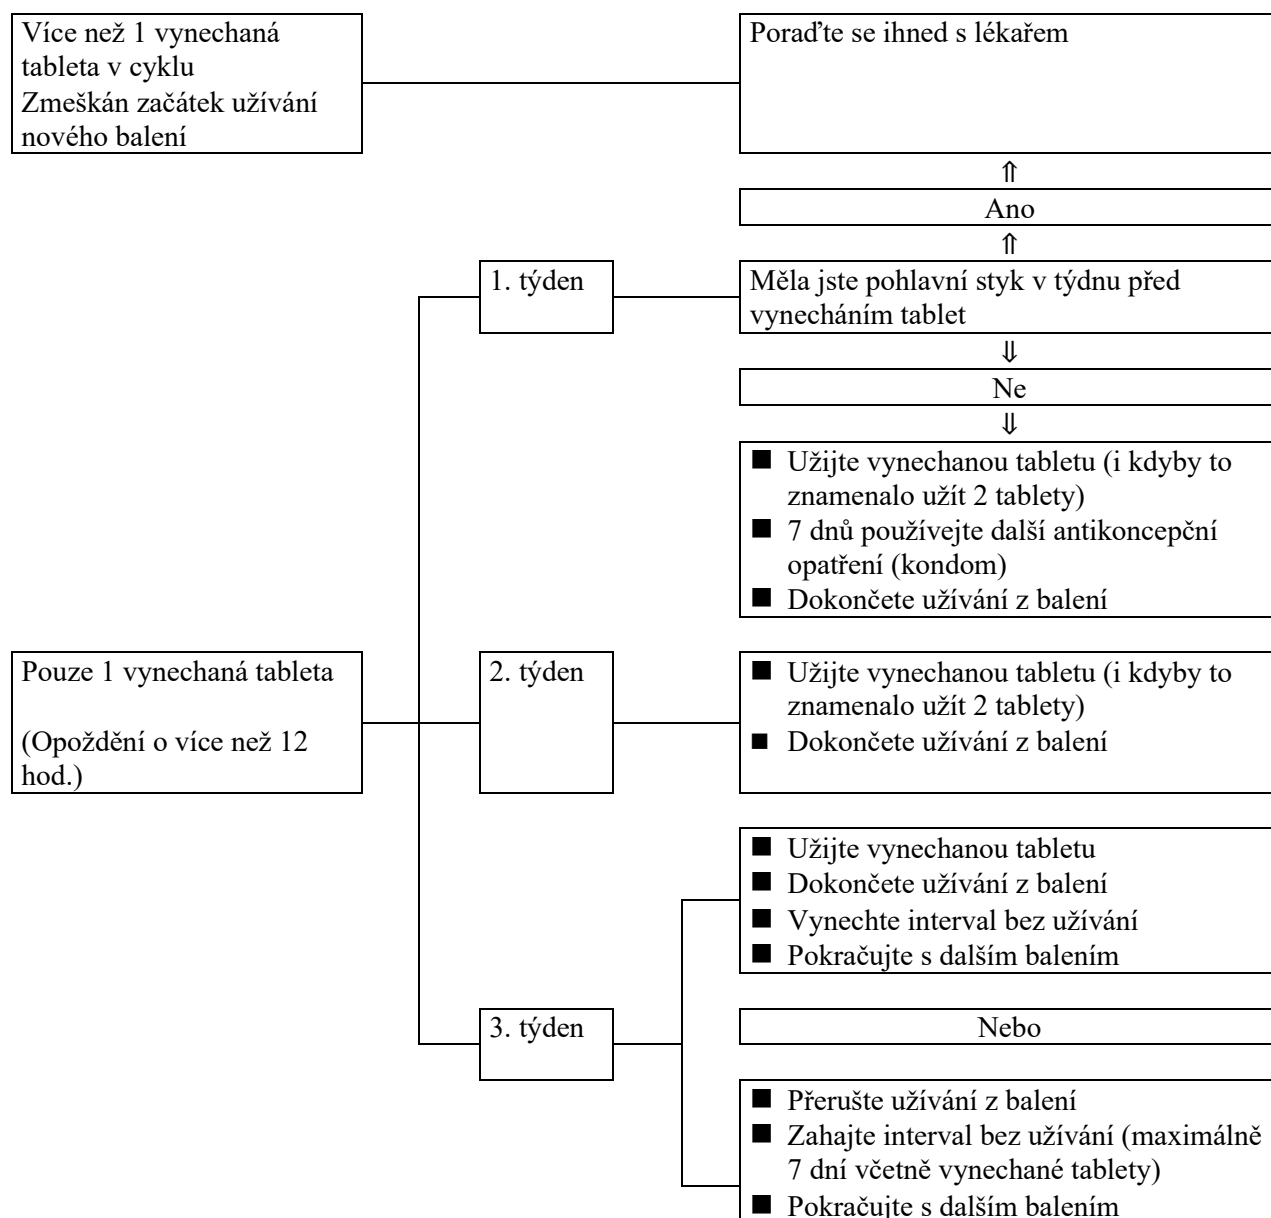 Více než 1 vynechaná
tableta v cyklu
Zmeškán začátek užívání
nového balení
Poraďte se ihned s lékařem
⇑
Ano
⇑
1. týden
Měla jste pohlavní styk v týdnu před
vynecháním tablet
⇓
Ne
⇓
■ Užijte vynechanou tabletu (i kdyby to
znamenalo užít 2 tablety)
■ 7 dnů používejte další antikoncepční
opatření (kondom)
■ Dokončete užívání z balení
Pouze 1 vynechaná tableta
(Opoždění o více než 12
hod.)
2. týden
■ Užijte vynechanou tabletu (i kdyby to
znamenalo užít 2 tablety)
■ Dokončete užívání z balení
■ Užijte vynechanou tabletu
■ Dokončete užívání z balení
■ Vynechte interval bez užívání
■ Pokračujte s dalším balením
3. týden
Nebo
■ Přerušte užívání z balení
■ Zahajte interval bez užívání (maximálně
7 dní včetně vynechané tablety)
■ Pokračujte s dalším balením